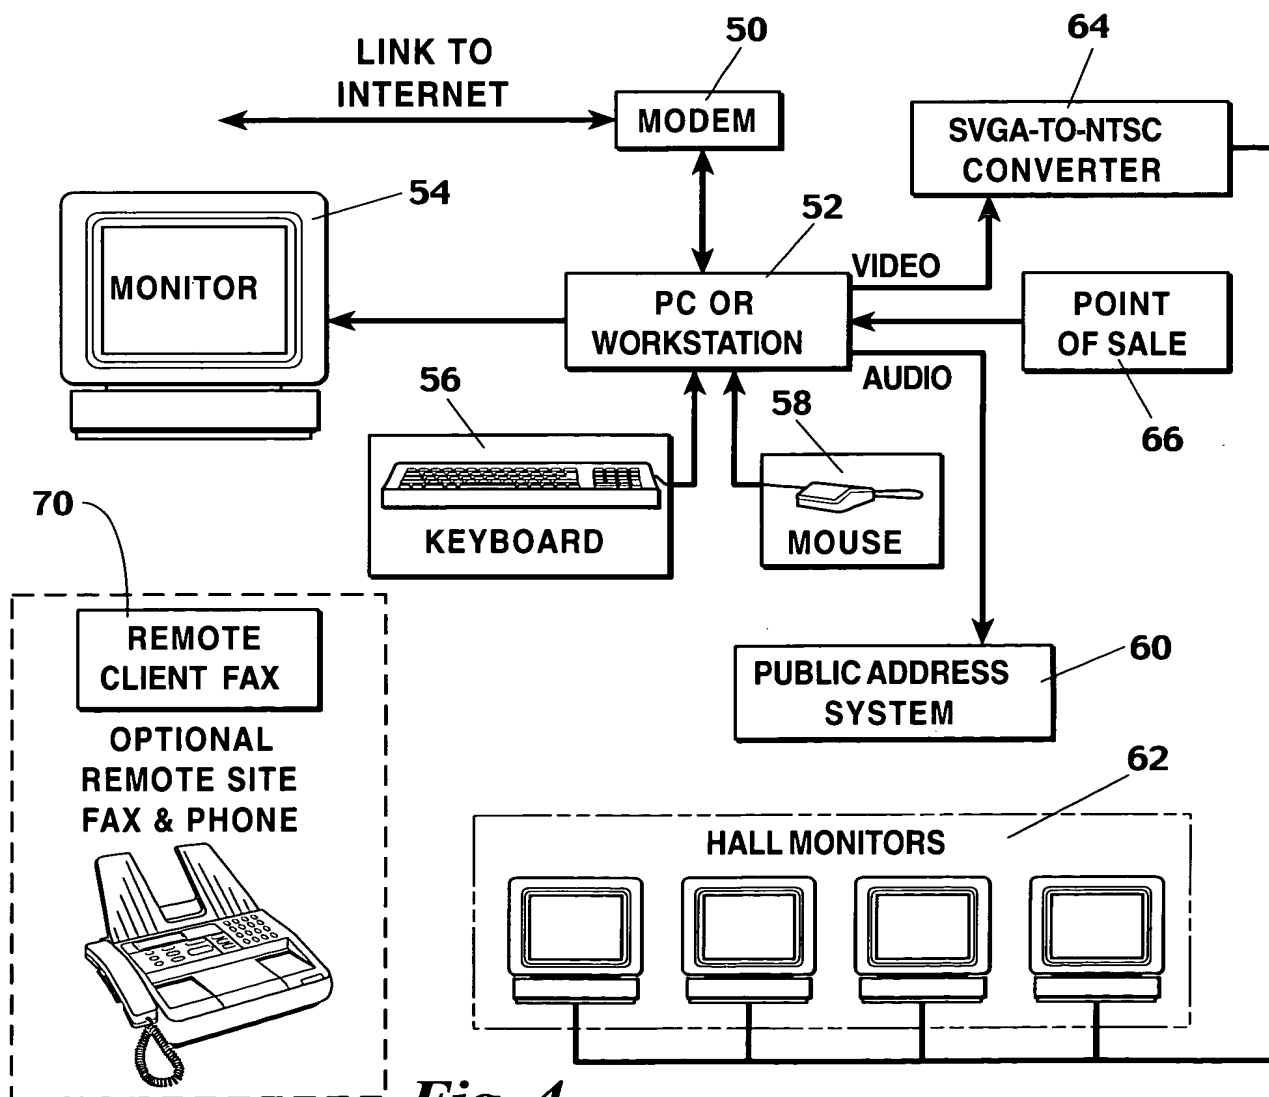 50
64
LINK TO
INTERNET
MODEM
SVGA-TO-NTSC
CONVERTER
54
52
VIDEO
MONITOR
PC OR
WORKSTATION
POINT
OF SALE
AUDIO
56
58
66
KEYBOARD
MOUSE
70
REMOTE
CLIENT FAX
60
PUBLIC ADDRESS
SYSTEM
OPTIONAL
REMOTE SITE
FAX & PHONE
62
HALL MONITORS
Fig. 4